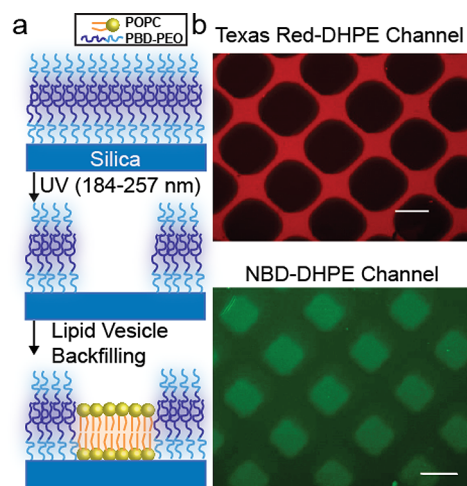 a
POPC
PBD-PEO
b
Texas Red-DHPE Channel
Silica
UV (184-257 nm)
NBD-DHPE Channel
Lipid Vesicle
Backfilling